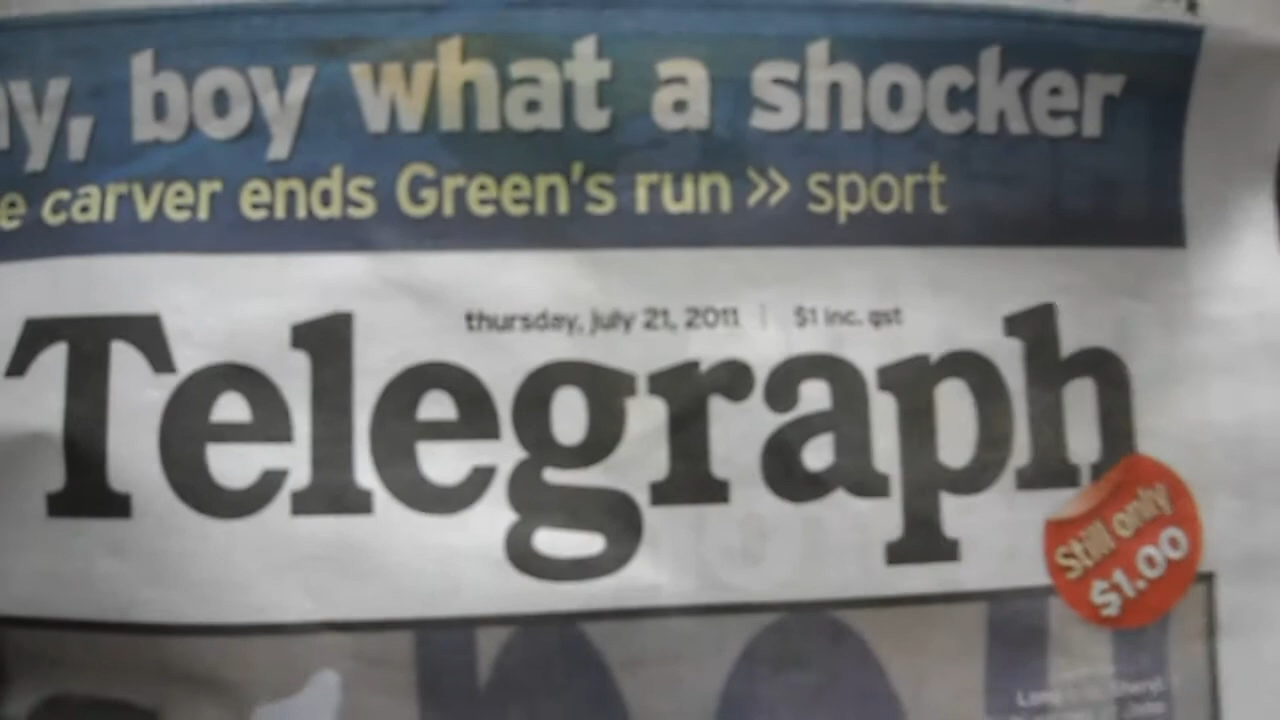 boy what a shocker
carver ends Green's run >> sport
thursday, july 21, 2011 | $1 inc. gst
Telegraph
Still only
$1.00